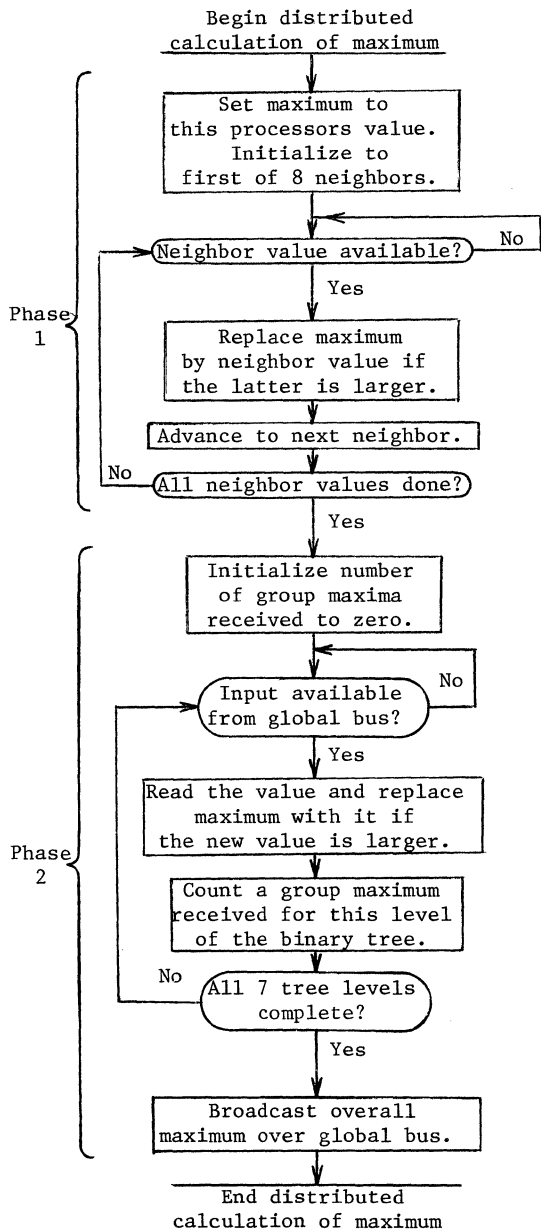 Begin distributed
calculation of maximum
Set maximum to
this processors value.
Initialize to
first of 8 neighbors.
Neighbor value available?
No
Yes
Phase
1
Replace maximum
by neighbor value if
the latter is larger.
Advance to next neighbor.
No
All neighbor values done?
Yes
Initialize number
of group maxima
received to zero.
No
Input available
from global bus?
Yes
Read the value and replace
maximum with it if
the new value is larger.
Phase
2
Count a group maximum
received for this level
of the binary tree.
No
All 7 tree levels
complete?
Yes
Broadcast overall
maximum over global bus.
End distributed
calculation of maximum